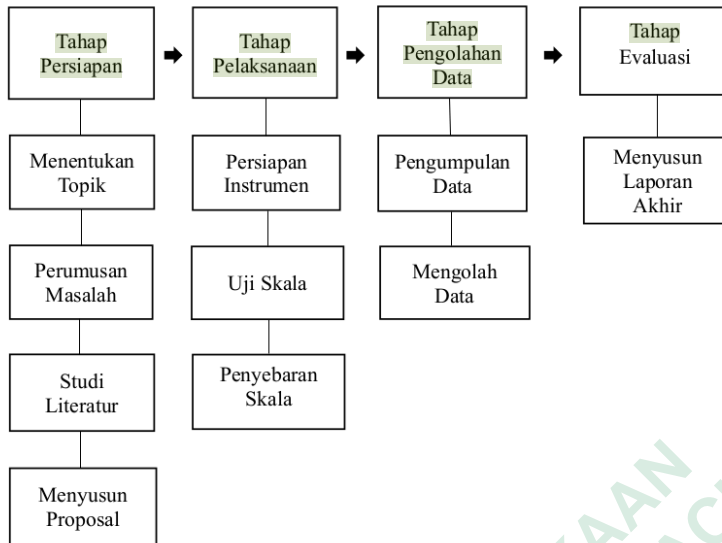 Tahap
Persiapan
Menentukan
Topik
Perumusan
Masalah
Studi
Literatur
Menyusun
Proposal
Tahap
Pelaksanaan
Persiapan
Instrumen
Uji Skala
Penyebaran
Skala
Tahap
Pengolahan
Data
Pengumpulan
Data
Mengolah
Data
Tahap
Evaluasi
Menyusun
Laporan
Akhir